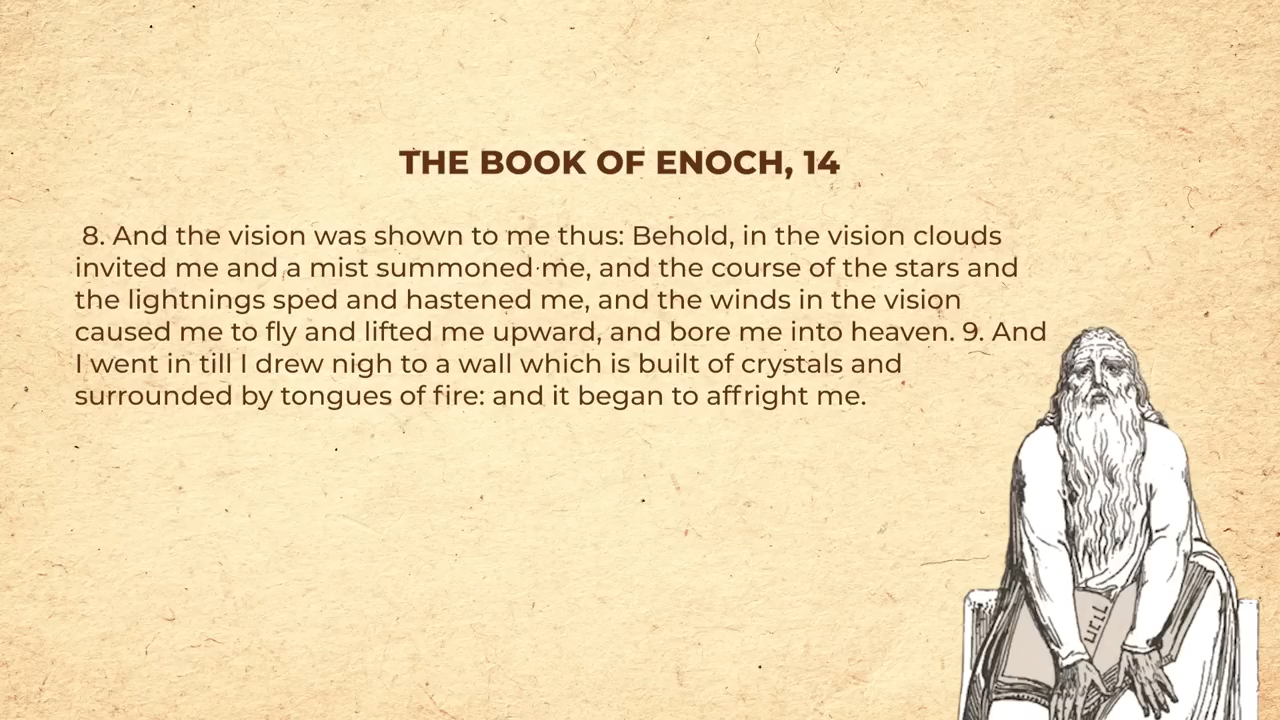 THE BOOK OF ENOCH, 14
8. And the vision was shown to me thus: Behold, in the vision clouds
invited me and a mist summoned me, and the course of the stars and
the lightnings sped and hastened me, and the winds in the vision
caused me to fly and lifted me upward, and bore me into heaven. 9. And
I went in till I drew nigh to a wall which is built of crystals and
surrounded by tongues of fire: and it began to affright me.